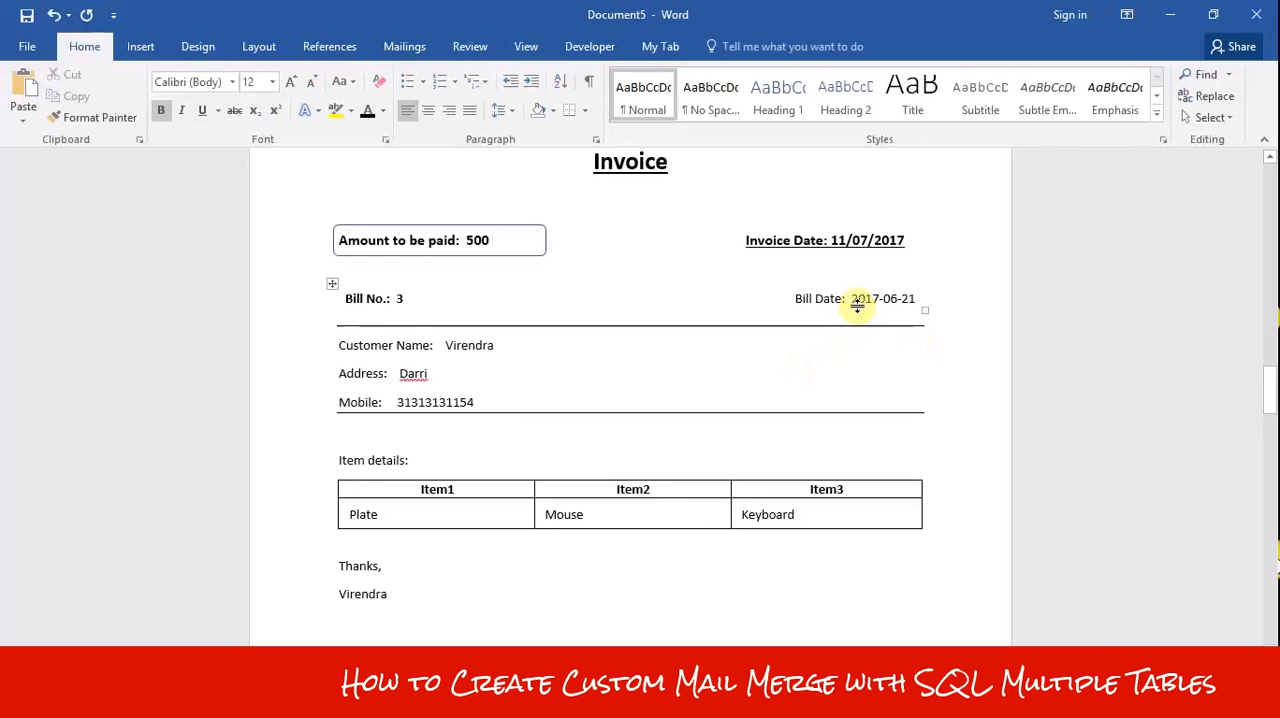 Document5 - Word
Sign in
File Home Insert Design Layout References Mailings Review View Developer My Tab Tell me what you want to do Share
Cut
Copy
Format Painter
Paste
Clipboard
Calibri (Body) 12
Font
Paragraph
AaBbCcDc AaBbCcDc AaBbCc AaBbCcD AaB AaBbCcD AaBbCcDc AaBbCcDc
¶ Normal ¶ No Spac... Heading 1 Heading 2 Title Subtitle Subtle Em... Emphasis
Styles
Find
Replace
Select
Editing
Invoice
Amount to be paid: 500
Invoice Date: 11/07/2017
Bill No.: 3
Bill Date: 2017-06-21
Customer Name: Virendra
Address: Darri
Mobile: 31313131154
Item details:
Item1 Item2 Item3
Plate Mouse Keyboard
Thanks,
Virendra
How to Create Custom Mail Merge with SQL Multiple Tables